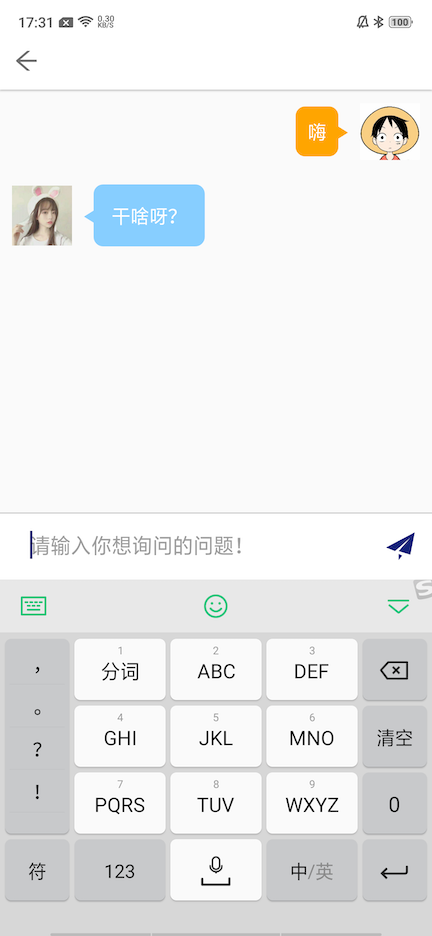 17:31 0.30 KB/S 100
嗨
干啥呀?
请输入你想询问的问题!
S
, 1 分词 2 ABC 3 DEF
。 4 GHI 5 JKL 6 MNO 清空
?
! 7 PQRS 8 TUV 9 WXYZ 0
符 123 中/英